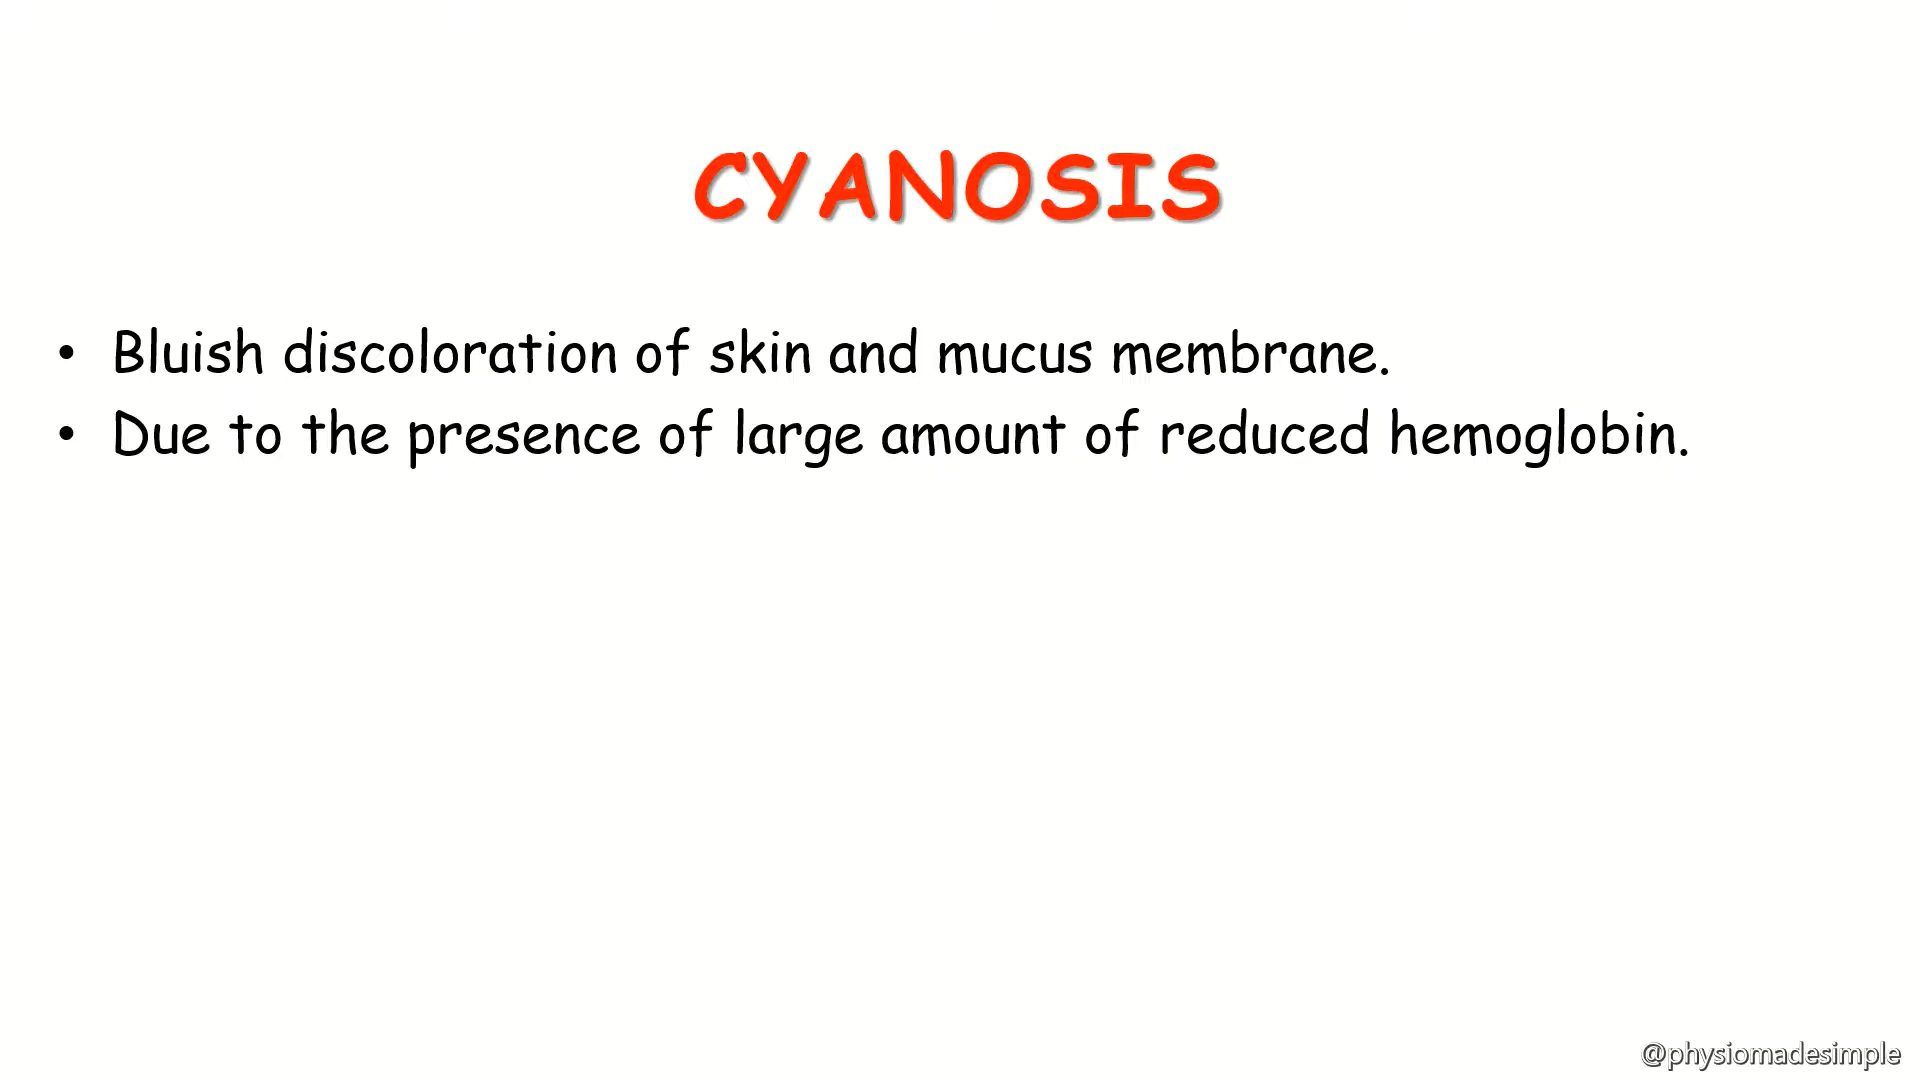 CYANOSIS
• Bluish discoloration of skin and mucus membrane.
• Due to the presence of large amount of reduced hemoglobin.
@physiomadesimple